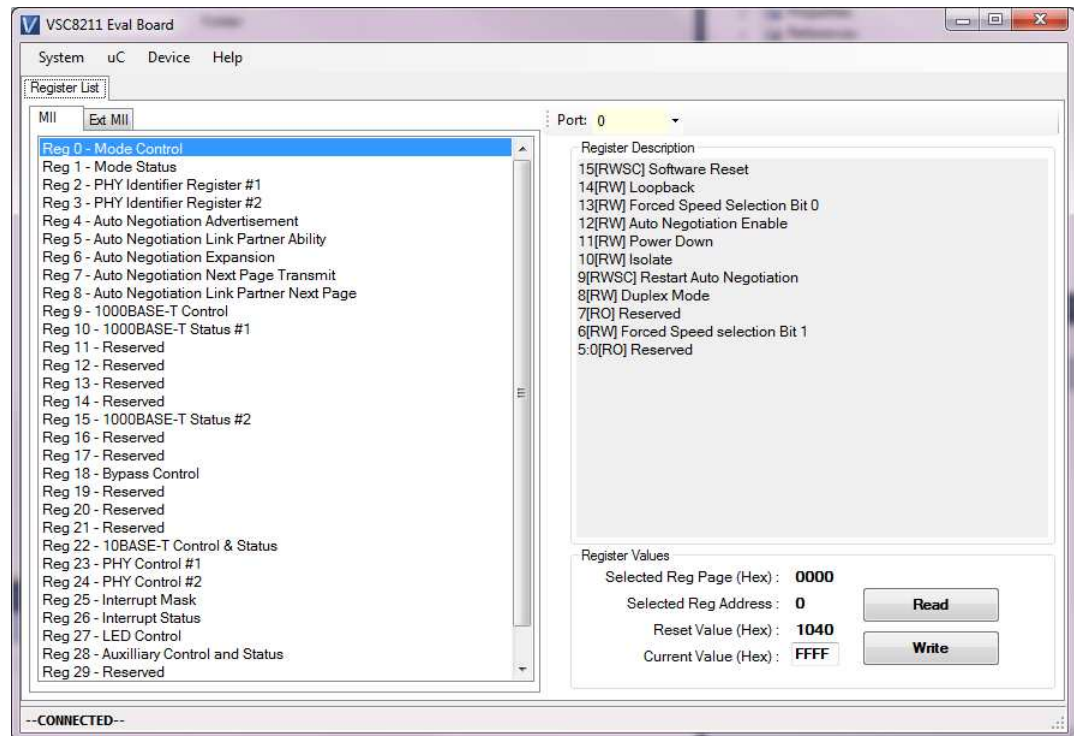 VSC8211 Eval Board
System uC Device Help
Register List
MII Ext MII
Reg 0 - Mode Control
Reg 1 - Mode Status
Reg 2 - PHY Identifier Register #1
Reg 3 - PHY Identifier Register #2
Reg 4 - Auto Negotiation Advertisement
Reg 5 - Auto Negotiation Link Partner Ability
Reg 6 - Auto Negotiation Expansion
Reg 7 - Auto Negotiation Next Page Transmit
Reg 8 - Auto Negotiation Link Partner Next Page
Reg 9 - 1000BASE-T Control
Reg 10 - 1000BASE-T Status #1
Reg 11 - Reserved
Reg 12 - Reserved
Reg 13 - Reserved
Reg 14 - Reserved
Reg 15 - 1000BASE-T Status #2
Reg 16 - Reserved
Reg 17 - Reserved
Reg 18 - Bypass Control
Reg 19 - Reserved
Reg 20 - Reserved
Reg 21 - Reserved
Reg 22 - 10BASE-T Control & Status
Reg 23 - PHY Control #1
Reg 24 - PHY Control #2
Reg 25 - Interrupt Mask
Reg 26 - Interrupt Status
Reg 27 - LED Control
Reg 28 - Auxilliary Control and Status
Reg 29 - Reserved
Port: 0
Register Description
15[RWSC] Software Reset
14[RW] Loopback
13[RW] Forced Speed Selection Bit 0
12[RW] Auto Negotiation Enable
11[RW] Power Down
10[RW] Isolate
9[RWSC] Restart Auto Negotiation
8[RW] Duplex Mode
7[RO] Reserved
6[RW] Forced Speed selection Bit 1
5:0[RO] Reserved
Register Values
Selected Reg Page (Hex) : 0000
Selected Reg Address : 0
Reset Value (Hex) : 1040
Current Value (Hex) : FFFF
Read
Write
--CONNECTED--